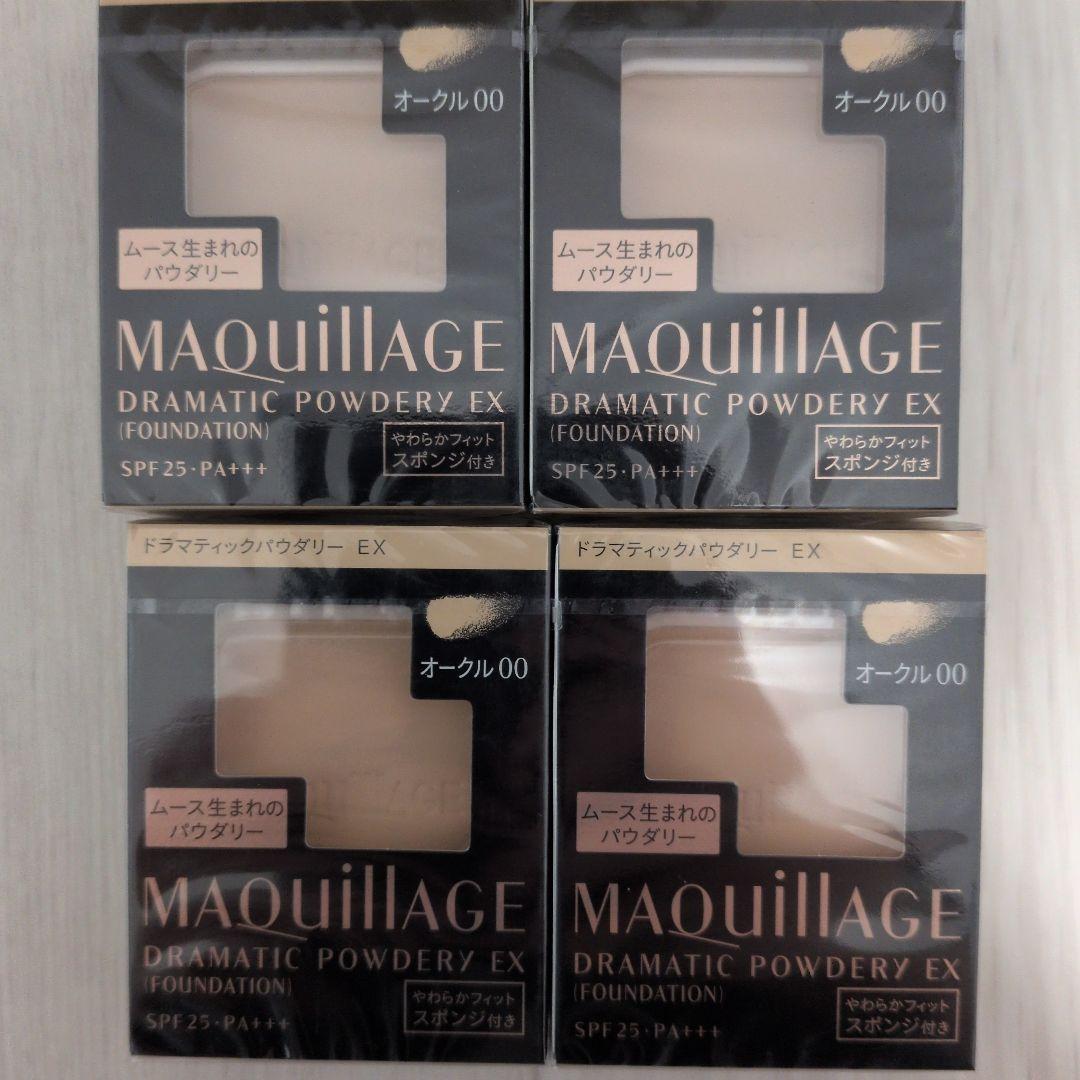 オークル00
ムース生まれの
パウダリー
MAQuillAGE
DRAMATIC POWDERY EX
(FOUNDATION)
SPF25・PA+++
やわらかフィット
スポンジ付き
オークル00
ムース生まれの
パウダリー
MAQuillAGE
DRAMATIC POWDERY EX
(FOUNDATION)
SPF25・PA+++
やわらかフィット
スポンジ付き
ドラマティックパウダリー EX
オークル00
ムース生まれの
パウダリー
MAQuillAGE
DRAMATIC POWDERY EX
(FOUNDATION)
SPF25・PA+++
やわらかフィット
スポンジ付き
ドラマティックパウダリー EX
オークル00
ムース生まれの
パウダリー
MAQuillAGE
DRAMATIC POWDERY EX
(FOUNDATION)
SPF25・PA+++
やわらかフィット
スポンジ付き